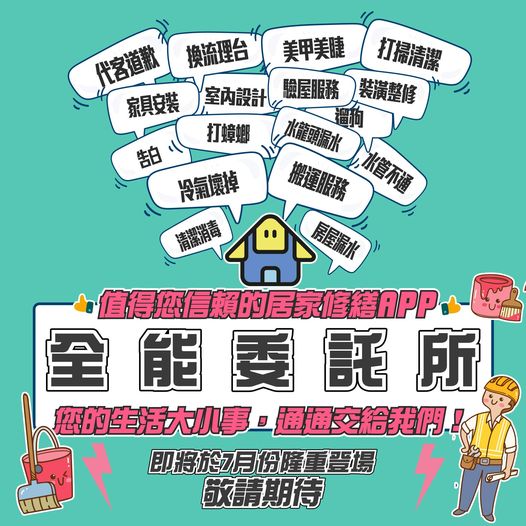 代客道歉
換流理台
美甲美睫
打掃清潔
家具安裝
室內設計
驗屋服務
裝潢整修
遛狗
告白
打蟑螂
水龍頭漏水
水管不通
冷氣壞掉
搬運服務
清潔消毒
房屋漏水
值得您信賴的居家修繕APP
全能委託所
您的生活大小事，通通交給我們！
即將於7月份隆重登場
敬請期待